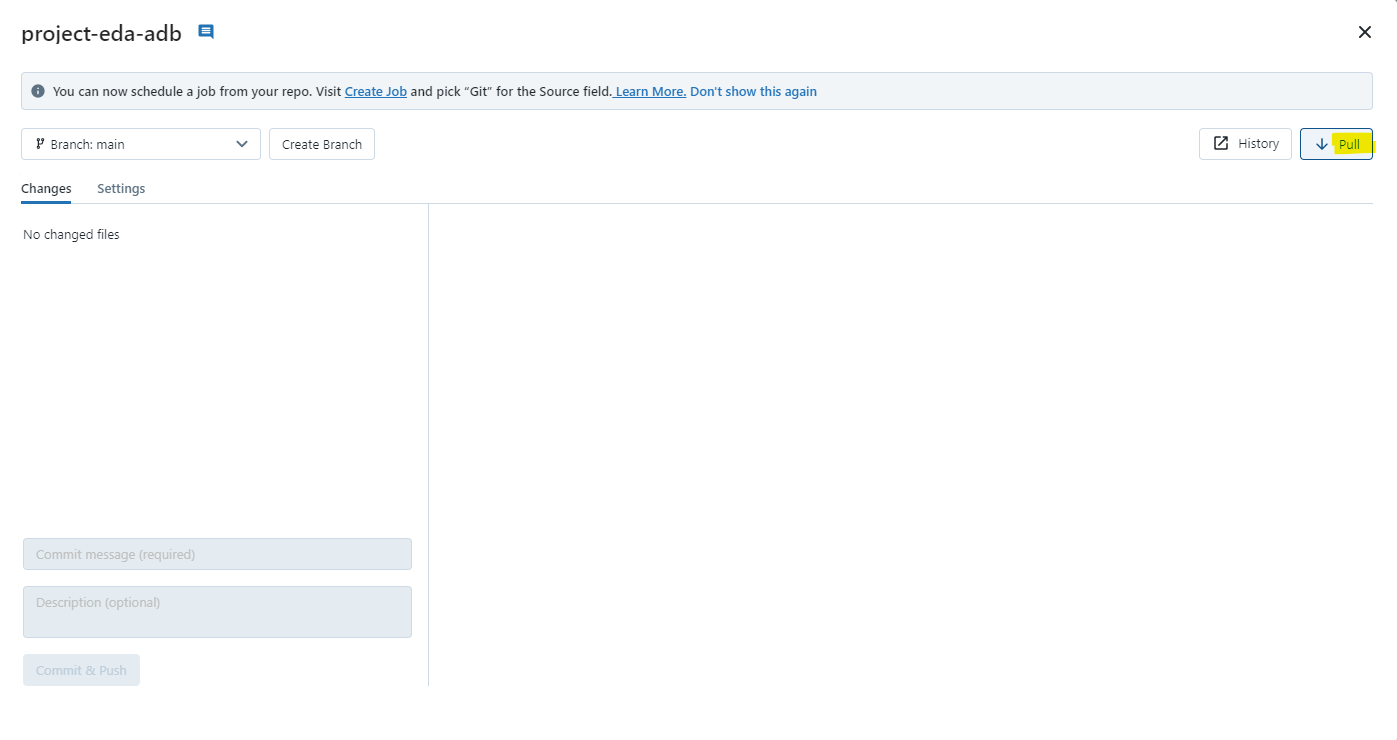 project-eda-adb
You can now schedule a job from your repo. Visit Create Job and pick “Git” for the Source field. Learn More. Don't show this again
Branch: main
Create Branch
History
Pull
Changes
Settings
No changed files
Commit message (required)
Description (optional)
Commit & Push